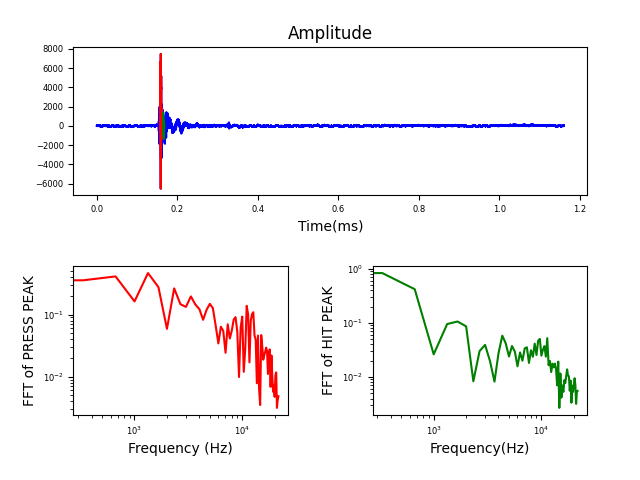 Amplitude
8000
6000
4000
2000
0
−2000
−4000
−6000
0.0 0.2 0.4 0.6 0.8 1.0 1.2
Time(ms)
FFT of PRESS PEAK
10⁻¹
10⁻²
10³ 10⁴
Frequency (Hz)
FFT of HIT PEAK
10⁰
10⁻¹
10⁻²
10³ 10⁴
Frequency(Hz)